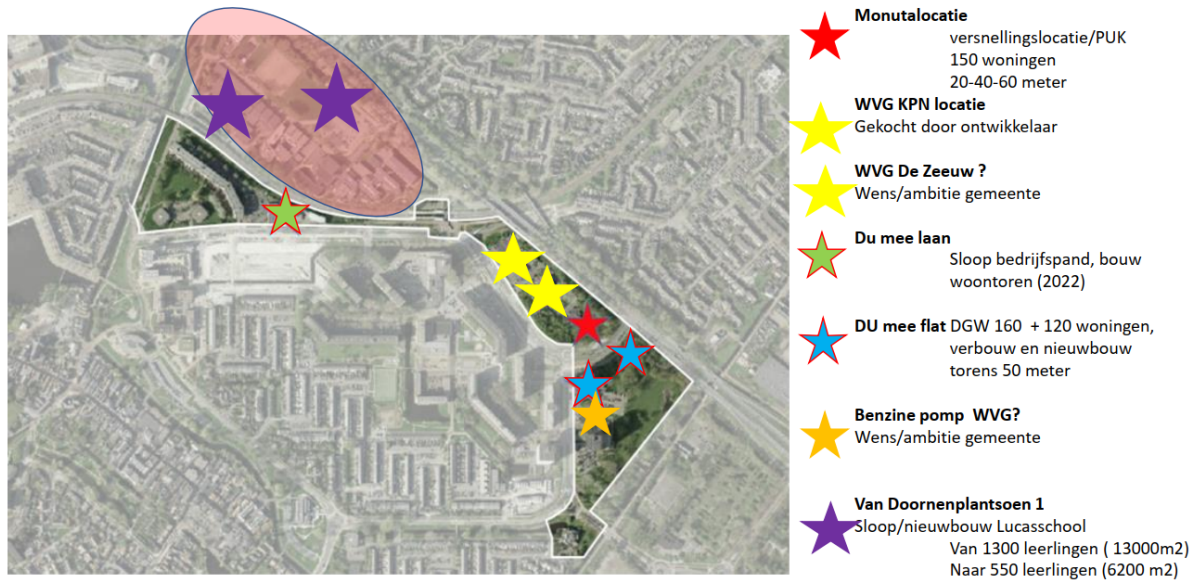 Monutalocatie
versnellingslocatie/PUK
150 woningen
20-40-60 meter
WVG KPN locatie
Gekocht door ontwikkelaar
WVG De Zeeuw ?
Wens/ambitie gemeente
Du mee laan
Sloop bedrijfspand, bouw
woontoren (2022)
DU mee flat DGW 160 + 120 woningen,
verbouw en nieuwbouw
torens 50 meter
Benzine pomp WVG?
Wens/ambitie gemeente
Van Doornenplantsoen 1
Sloop/nieuwbouw Lucasschool
Van 1300 leerlingen ( 13000m2)
Naar 550 leerlingen (6200 m2)